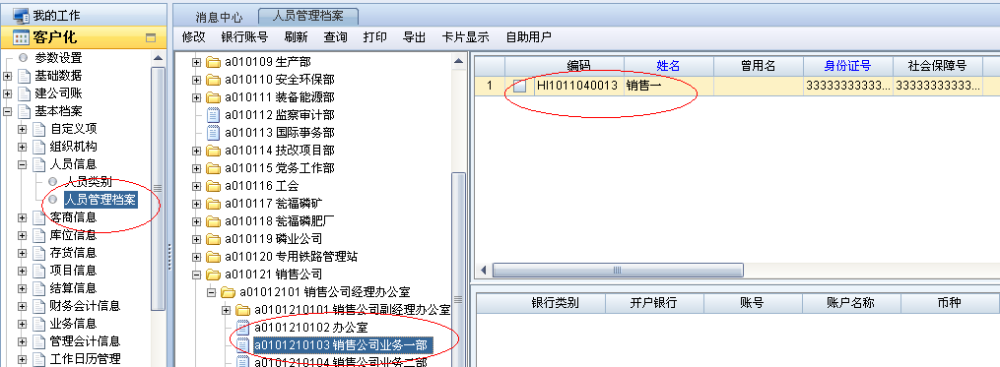 我的工作
客户化
参数设置
基础数据
建公司账
基本档案
自定义项
组织机构
人员信息
人员类别
人员管理档案
客商信息
库位信息
存货信息
项目信息
结算信息
财务会计信息
业务信息
管理会计信息
工作日历管理
消息中心 人员管理档案
修改 银行账号 刷新 查询 打印 导出 卡片显示 自助用户
a010109 生产部
a010110 安全环保部
a010111 装备能源部
a010112 监察审计部
a010113 国际事务部
a010114 技改项目部
a010115 党务工作部
a010116 工会
a010117 瓮福磷矿
a010118 瓮福磷肥厂
a010119 磷业公司
a010120 专用铁路管理站
a010121 销售公司
a01012101 销售公司经理办公室
a0101210101 销售公司副经理办公室
a0101210102 办公室
a0101210103 销售公司业务一部
a0101210104 销售公司业务二部
编码 姓名 曾用名 身份证号 社会保障号
1 HI1011040013 销售一 33333333333... 33333333333...
银行类别 开户银行 账号 账户名称 币种